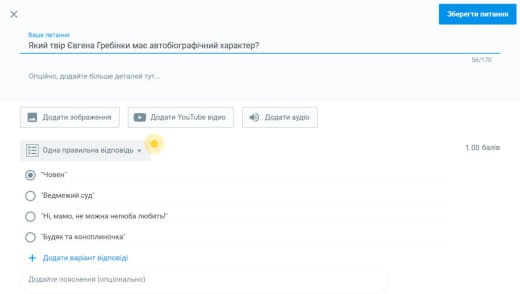 Зберегти питання
Ваше питання
Який твір Євгена Гребінки має автобіографічний характер?
56/170
Опційно, додайте більше деталей тут...
Додати зображення
Додати YouTube відео
Додати аудіо
Одна правильна відповідь
1.00 балів
"Човен"
"Ведмежий суд"
"Ні, мамо, не можна нелюба любить!"
"Будяк та коноплиночка"
Додати варіант відповіді
Додайте пояснення (опціонально)